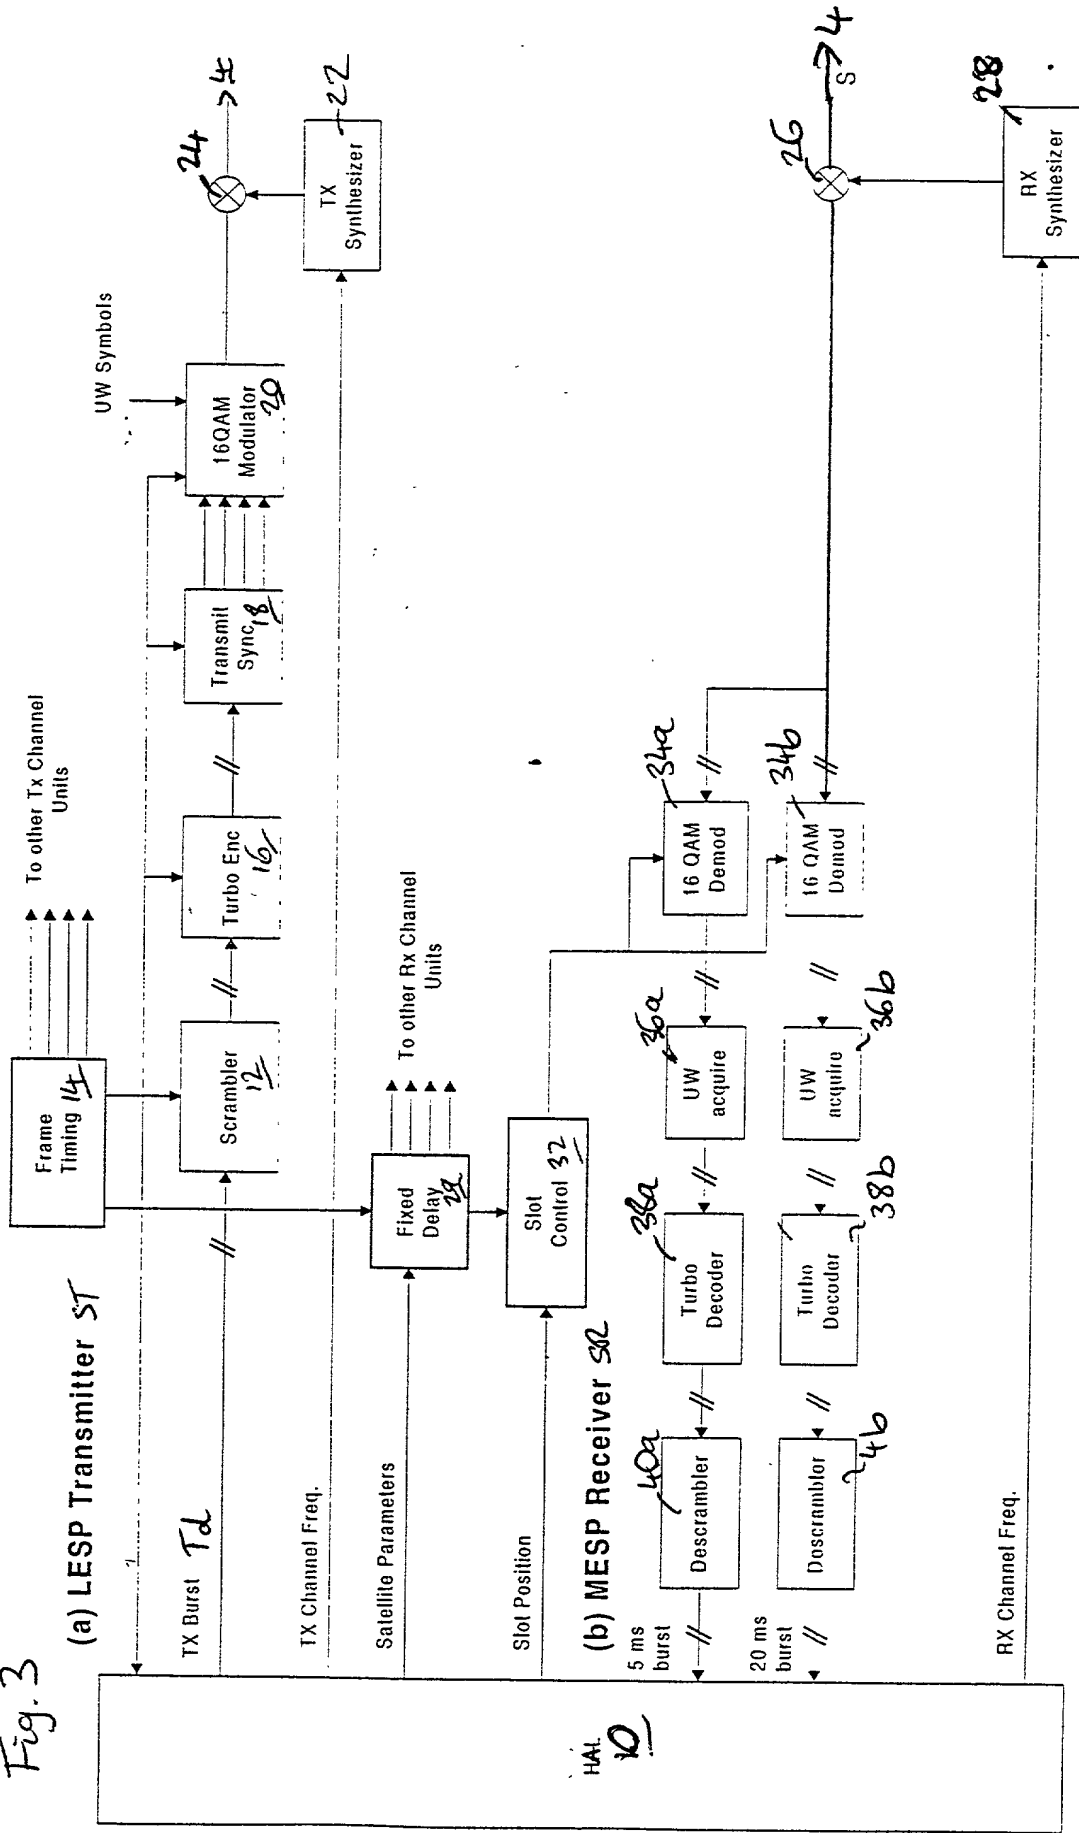 Fig. 3
(a) LESP Transmitter ST
Frame
Timing 14
To other Tx Channel
Units
UW Symbols
TX Burst Td
Scrambler
12
Turbo Enc
16
Transmit
Sync 18
16QAM
Modulator
20
24
4
TX Channel Freq.
TX
Synthesizer
22
Satellite Parameters
Fixed
Delay
29
To other Rx Channel
Units
Slot Position
Slot
Control 32
(b) MESP Receiver SR
5 ms
burst
Descrambler
40a
Turbo
Decoder
38a
UW
acquire
36a
16 QAM
Demod
34a
20 ms
burst
Descrambler
4b
Turbo
Decoder
38b
UW
acquire
36b
16 QAM
Demod
34b
26
S
4
RX Channel Freq.
RX
Synthesizer
28
HAL
10